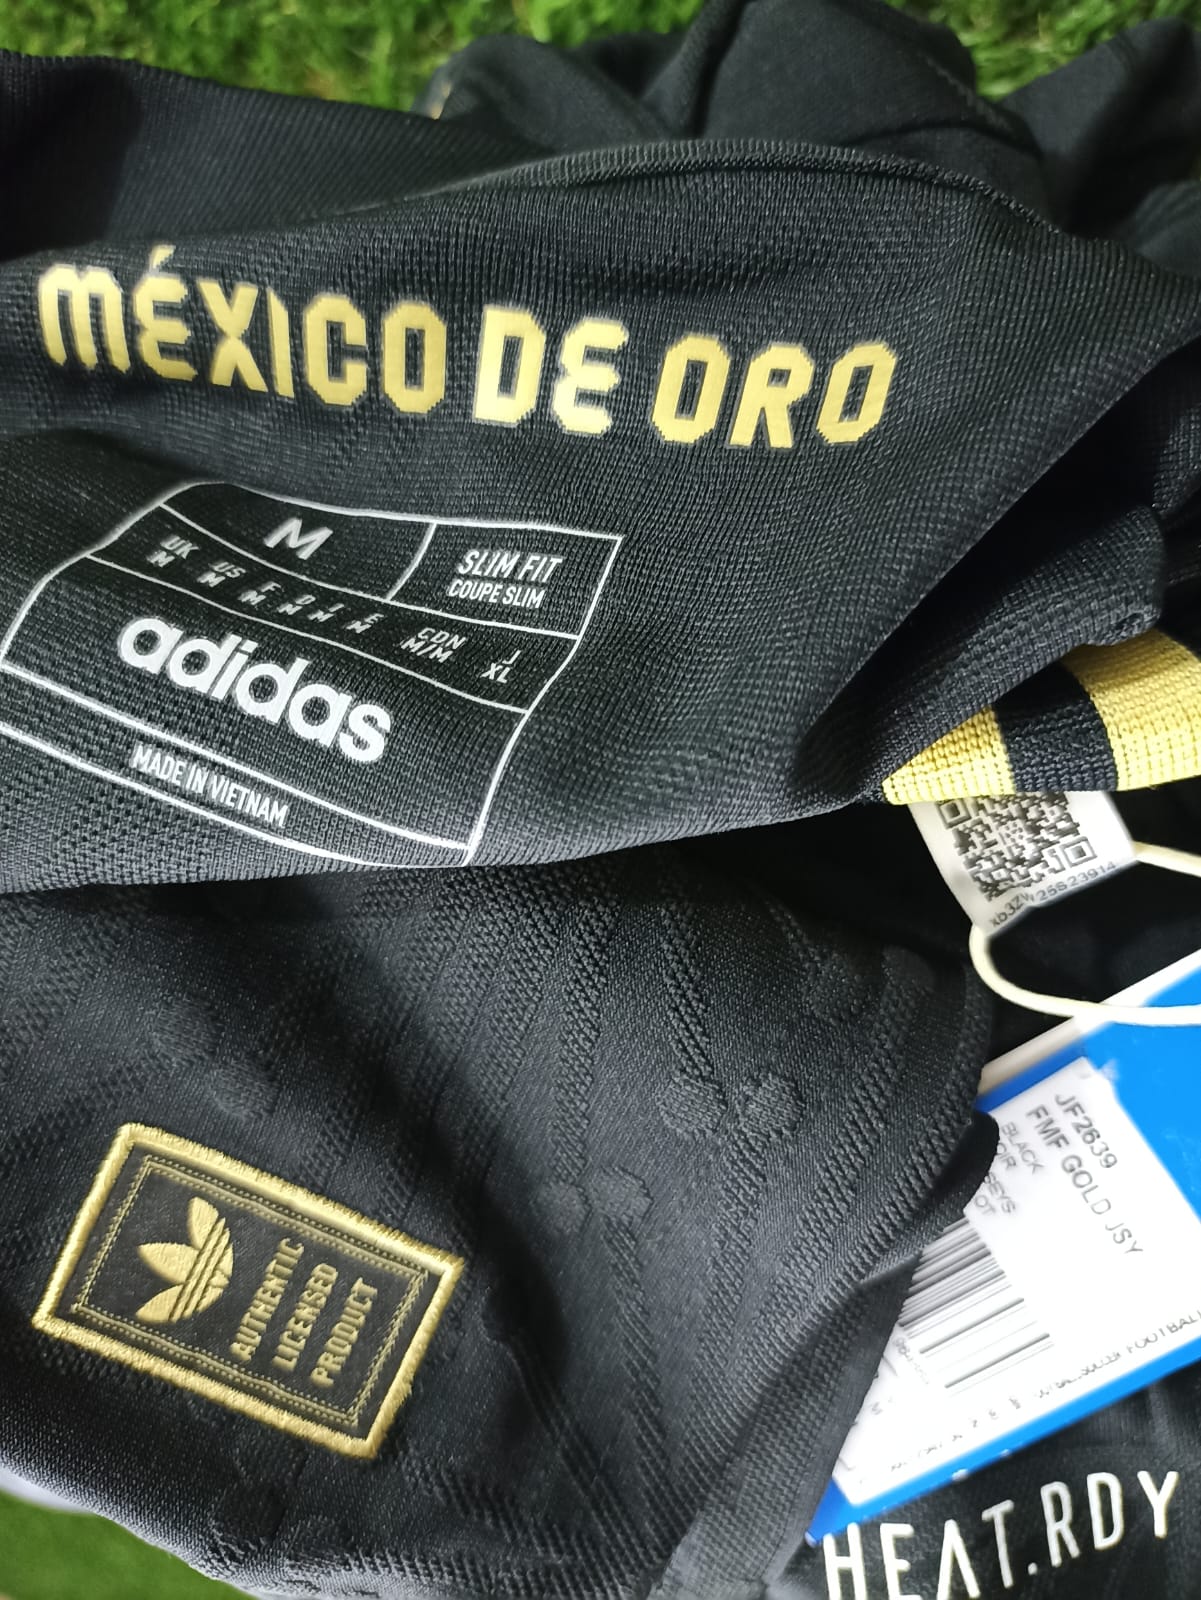 MÉXICO DE ORO
M
SLIM FIT
COUPE SLIM
UK M
US M
F M
D M
I M
E M
CDN M/M
J XL
adidas
MADE IN VIETNAM
xb3ZW25S23914
JF2639
FMF GOLD JSY
BLACK
AUTHENTIC
LICENSED
PRODUCT
HEAT.RDY